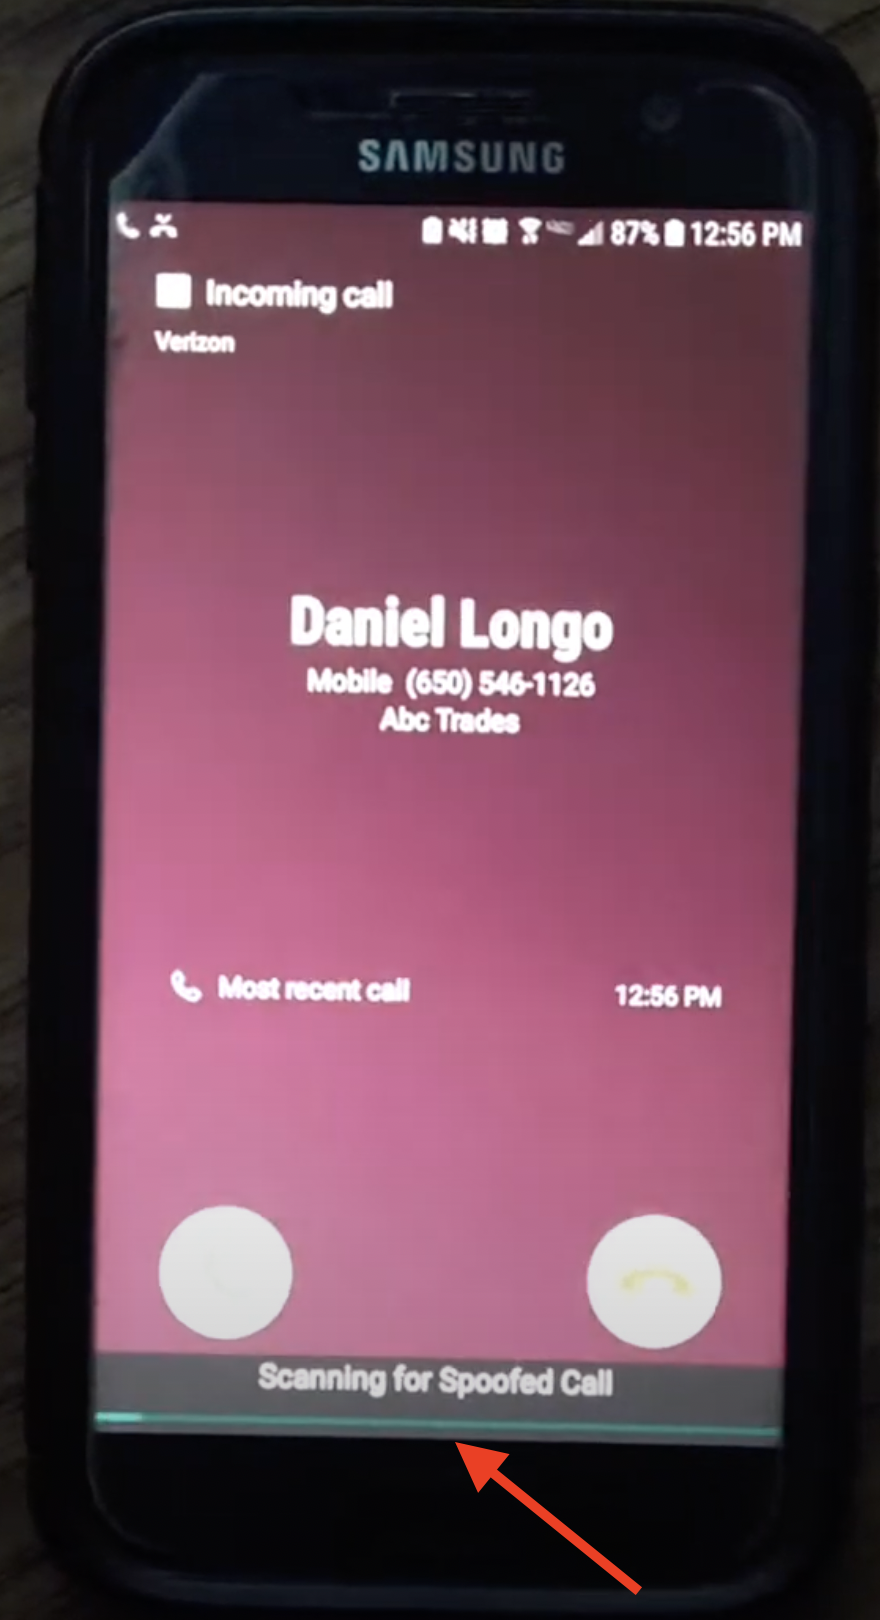 SAMSUNG
87% 12:56 PM
Incoming call
Verizon
Daniel Longo
Mobile (650) 546-1126
Abc Trades
Most recent call 12:56 PM
Scanning for Spoofed Call